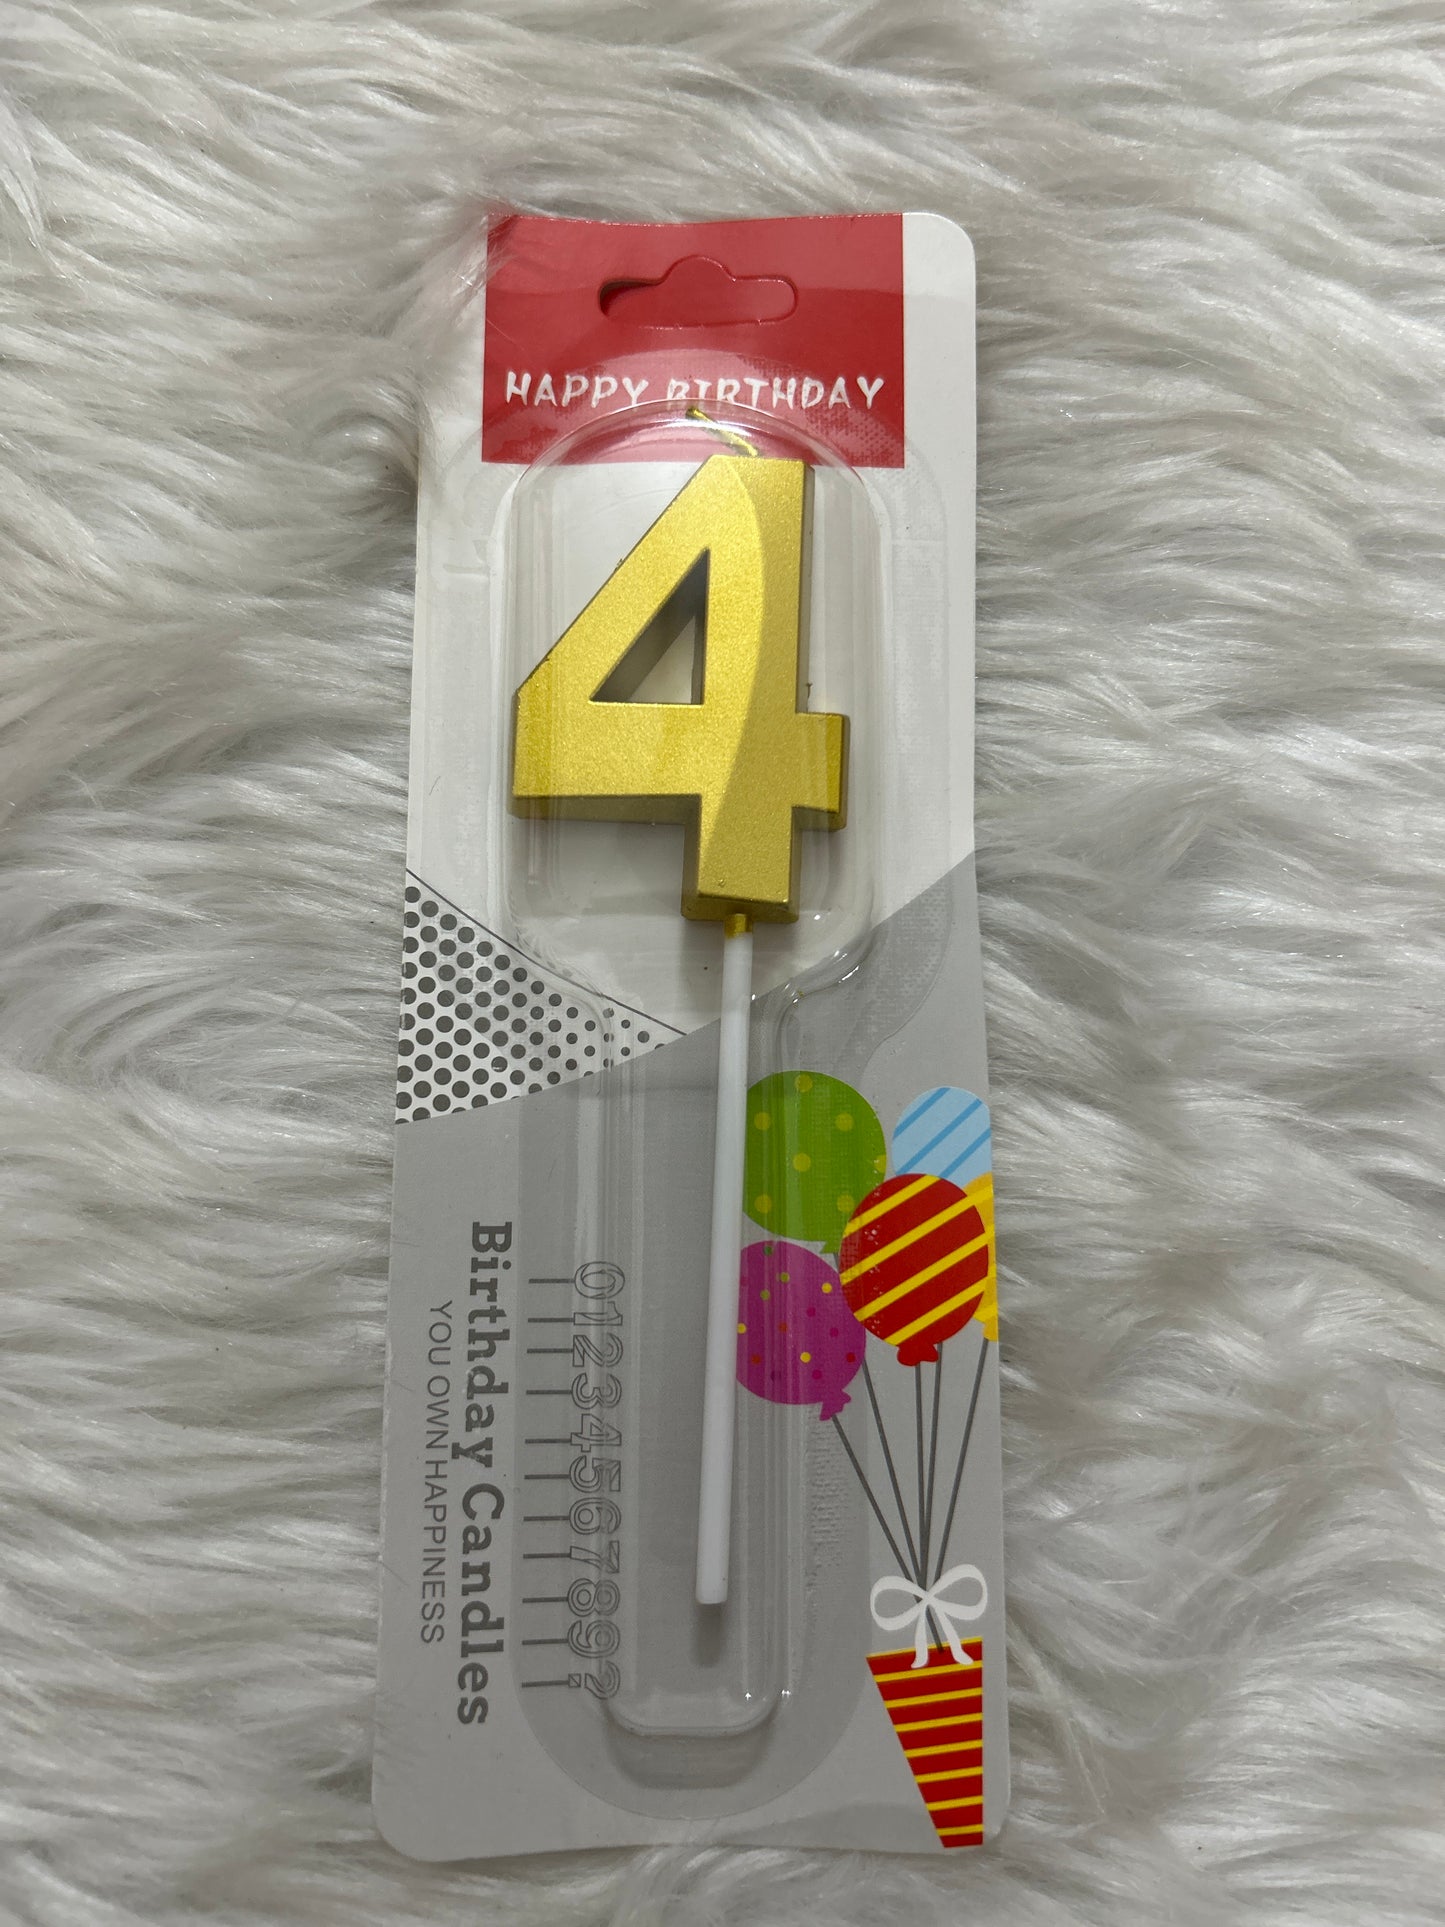 HAPPY BIRTHDAY
4
0123456789?
Birthday Candles
YOU OWN HAPPINESS